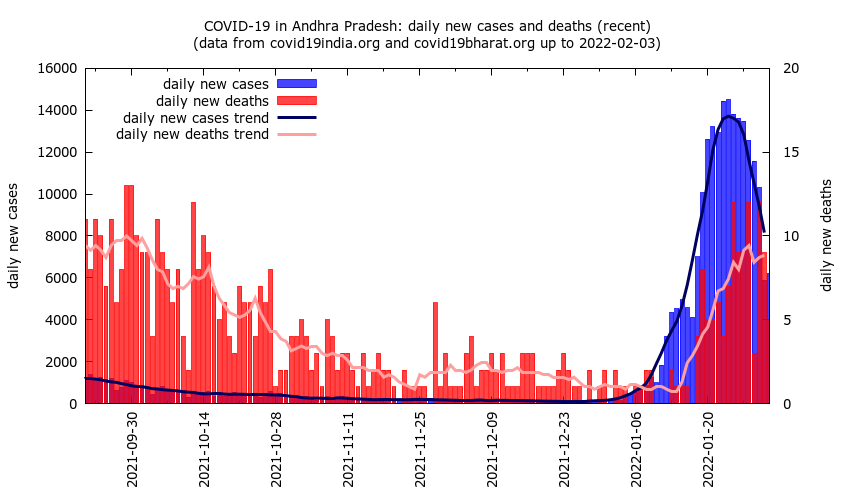 COVID-19 in Andhra Pradesh: daily new cases and deaths (recent)
(data from covid19india.org and covid19bharat.org up to 2022-02-03)
daily new cases
daily new deaths
daily new cases trend
daily new deaths trend
daily new cases
16000
14000
12000
10000
8000
6000
4000
2000
0
20
15
10
5
0
daily new deaths
2021-09-30
2021-10-14
2021-10-28
2021-11-11
2021-11-25
2021-12-09
2021-12-23
2022-01-06
2022-01-20